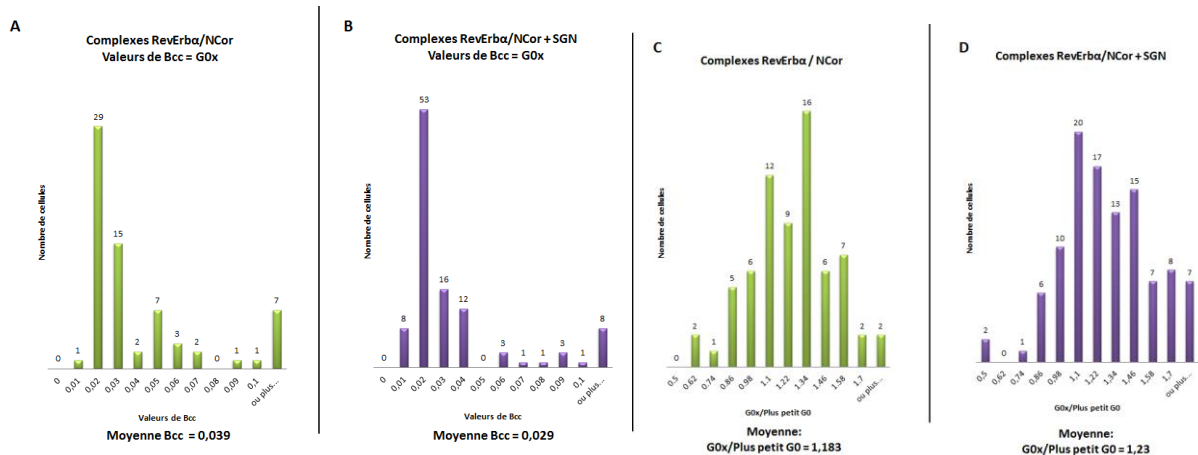 A
Complexes RevErbα/NCor
Valeurs de Bcc = G0x
Nombre de cellules
0 1 29 15 2 7 3 2 0 1 1 7
0 0,01 0,02 0,03 0,04 0,05 0,06 0,07 0,08 0,09 0,1 ou plus...
Valeurs de Bcc
Moyenne Bcc = 0,039
B
Complexes RevErbα/NCor + SGN
Valeurs de Bcc = G0x
Nombre de cellules
0 8 53 16 12 0 3 1 1 3 1 8
0 0,01 0,02 0,03 0,04 0,05 0,06 0,07 0,08 0,09 0,1 ou plus...
Valeurs de Bcc
Moyenne Bcc = 0,029
C
Complexes RevErbα / NCor
Nombre de cellules
0 2 1 5 6 12 9 16 6 7 2 2
0,5 0,62 0,74 0,86 0,98 1,1 1,22 1,34 1,46 1,58 1,7 ou plus...
G0x/Plus petit G0
Moyenne:
G0x/Plus petit G0 = 1,183
D
Complexes RevErbα/NCor + SGN
Nombre de cellules
2 0 1 6 10 20 17 13 15 7 8 7
0,5 0,62 0,74 0,86 0,98 1,1 1,22 1,34 1,46 1,58 1,7 ou plus...
G0x/Plus petit G0
Moyenne:
G0x/Plus petit G0 = 1,23